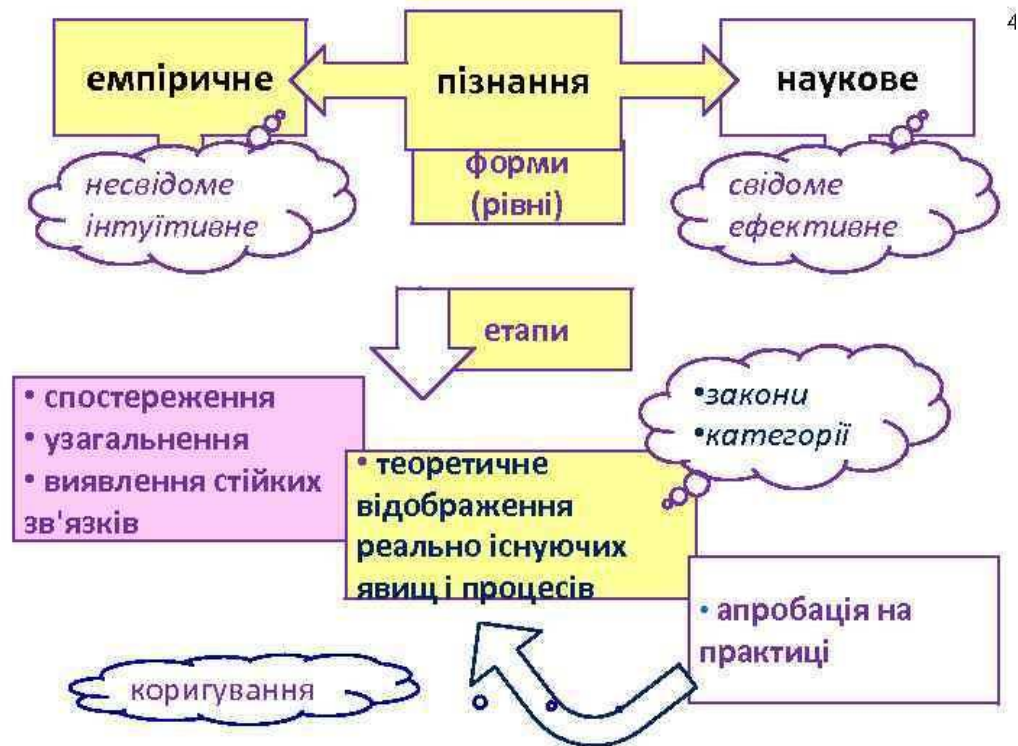 4
емпіричне
пізнання
наукове
форми
(рівні)
несвідоме
інтуїтивне
свідоме
ефективне
етапи
• спостереження
• узагальнення
• виявлення стійких
зв'язків
•закони
•категорії
• теоретичне
відображення
реально існуючих
явищ і процесів
• апробація на
практиці
коригування